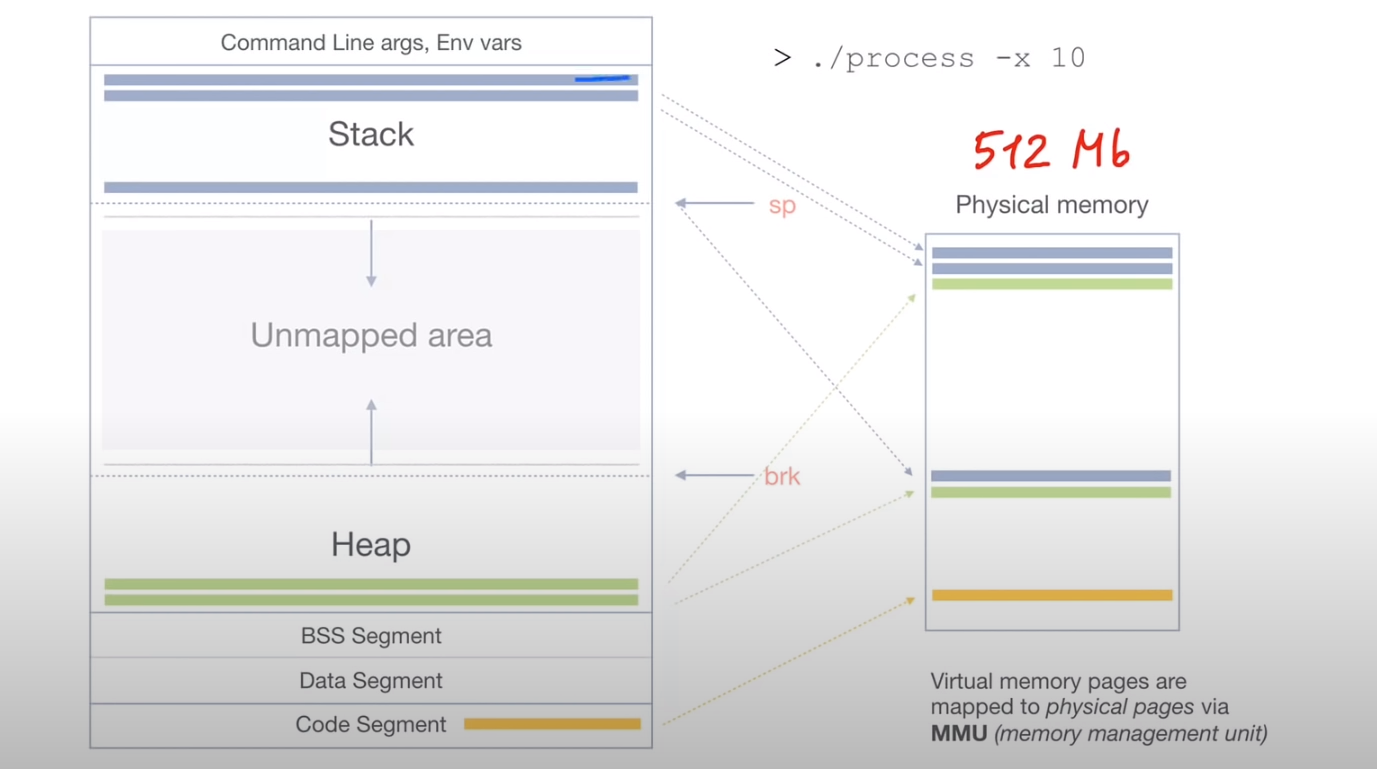 Command Line args, Env vars
> ./process -x 10
Stack
512 Mb
sp
Physical memory
Unmapped area
brk
Heap
BSS Segment
Data Segment
Code Segment
Virtual memory pages are
mapped to physical pages via
MMU (memory management unit)